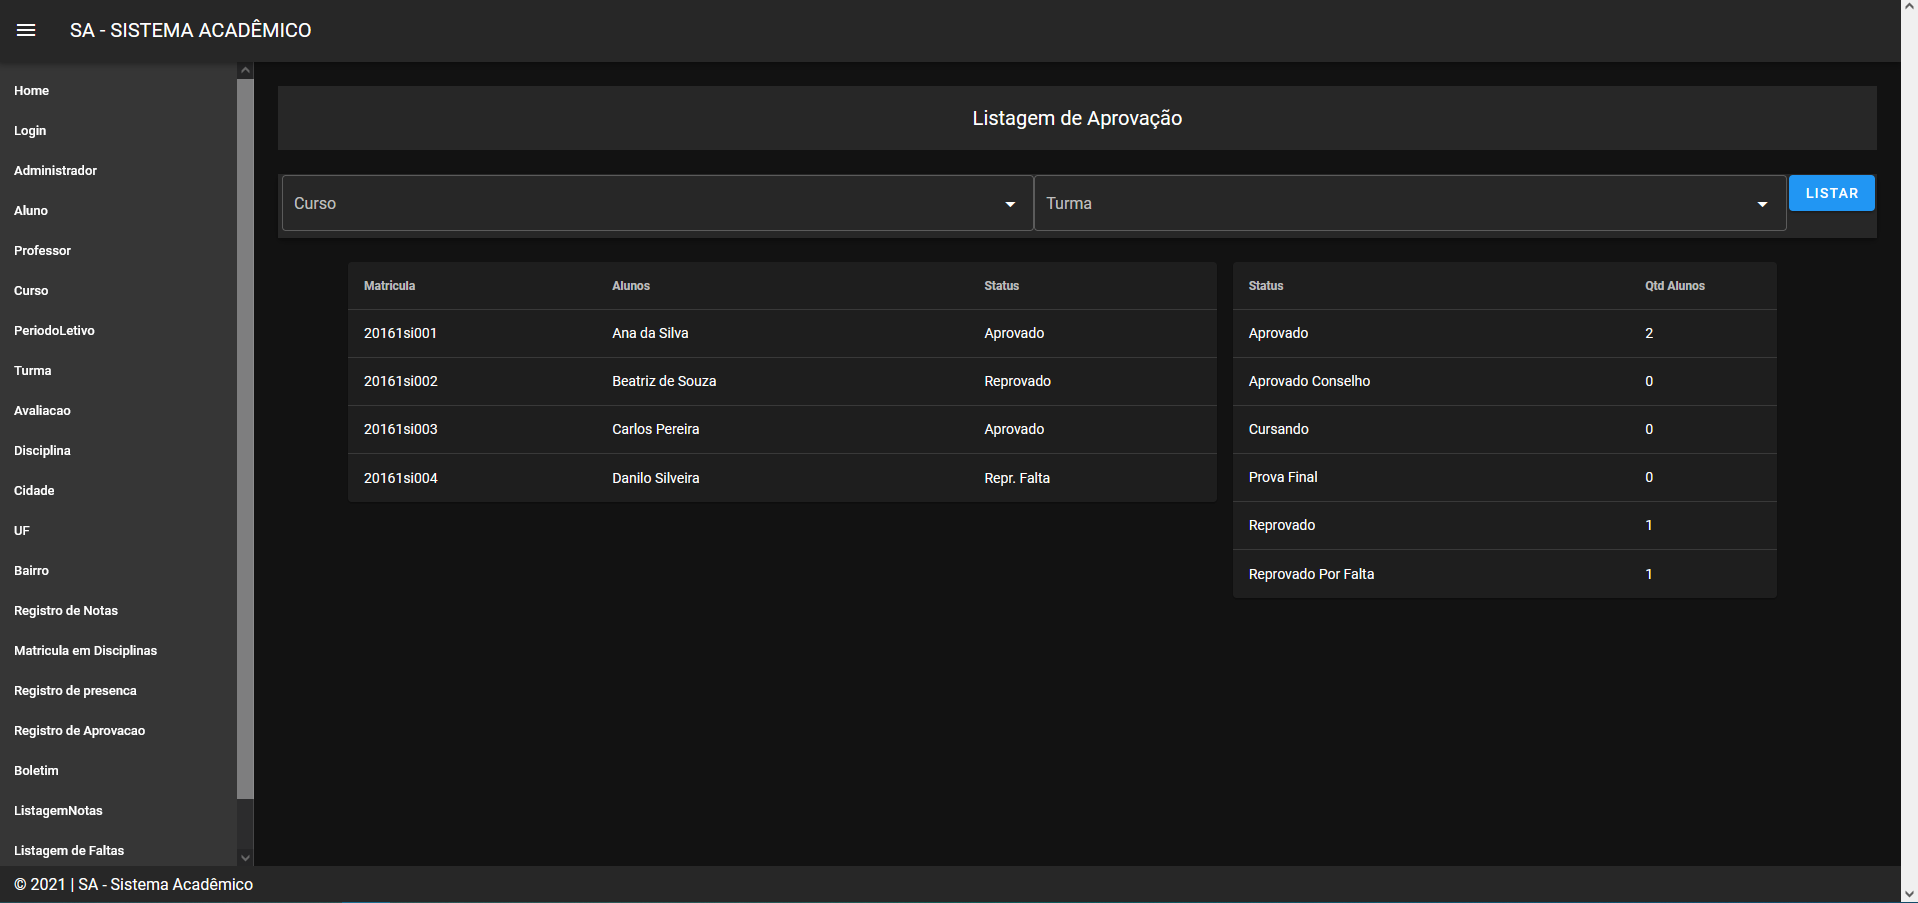 SA - SISTEMA ACADÊMICO
Home
Login
Administrador
Aluno
Professor
Curso
PeriodoLetivo
Turma
Avaliacao
Disciplina
Cidade
UF
Bairro
Registro de Notas
Matricula em Disciplinas
Registro de presenca
Registro de Aprovacao
Boletim
ListagemNotas
Listagem de Faltas
Listagem de Aprovação
Curso Turma LISTAR
Matricula Alunos Status
20161si001 Ana da Silva Aprovado
20161si002 Beatriz de Souza Reprovado
20161si003 Carlos Pereira Aprovado
20161si004 Danilo Silveira Repr. Falta
Status Qtd Alunos
Aprovado 2
Aprovado Conselho 0
Cursando 0
Prova Final 0
Reprovado 1
Reprovado Por Falta 1
© 2021 | SA - Sistema Acadêmico